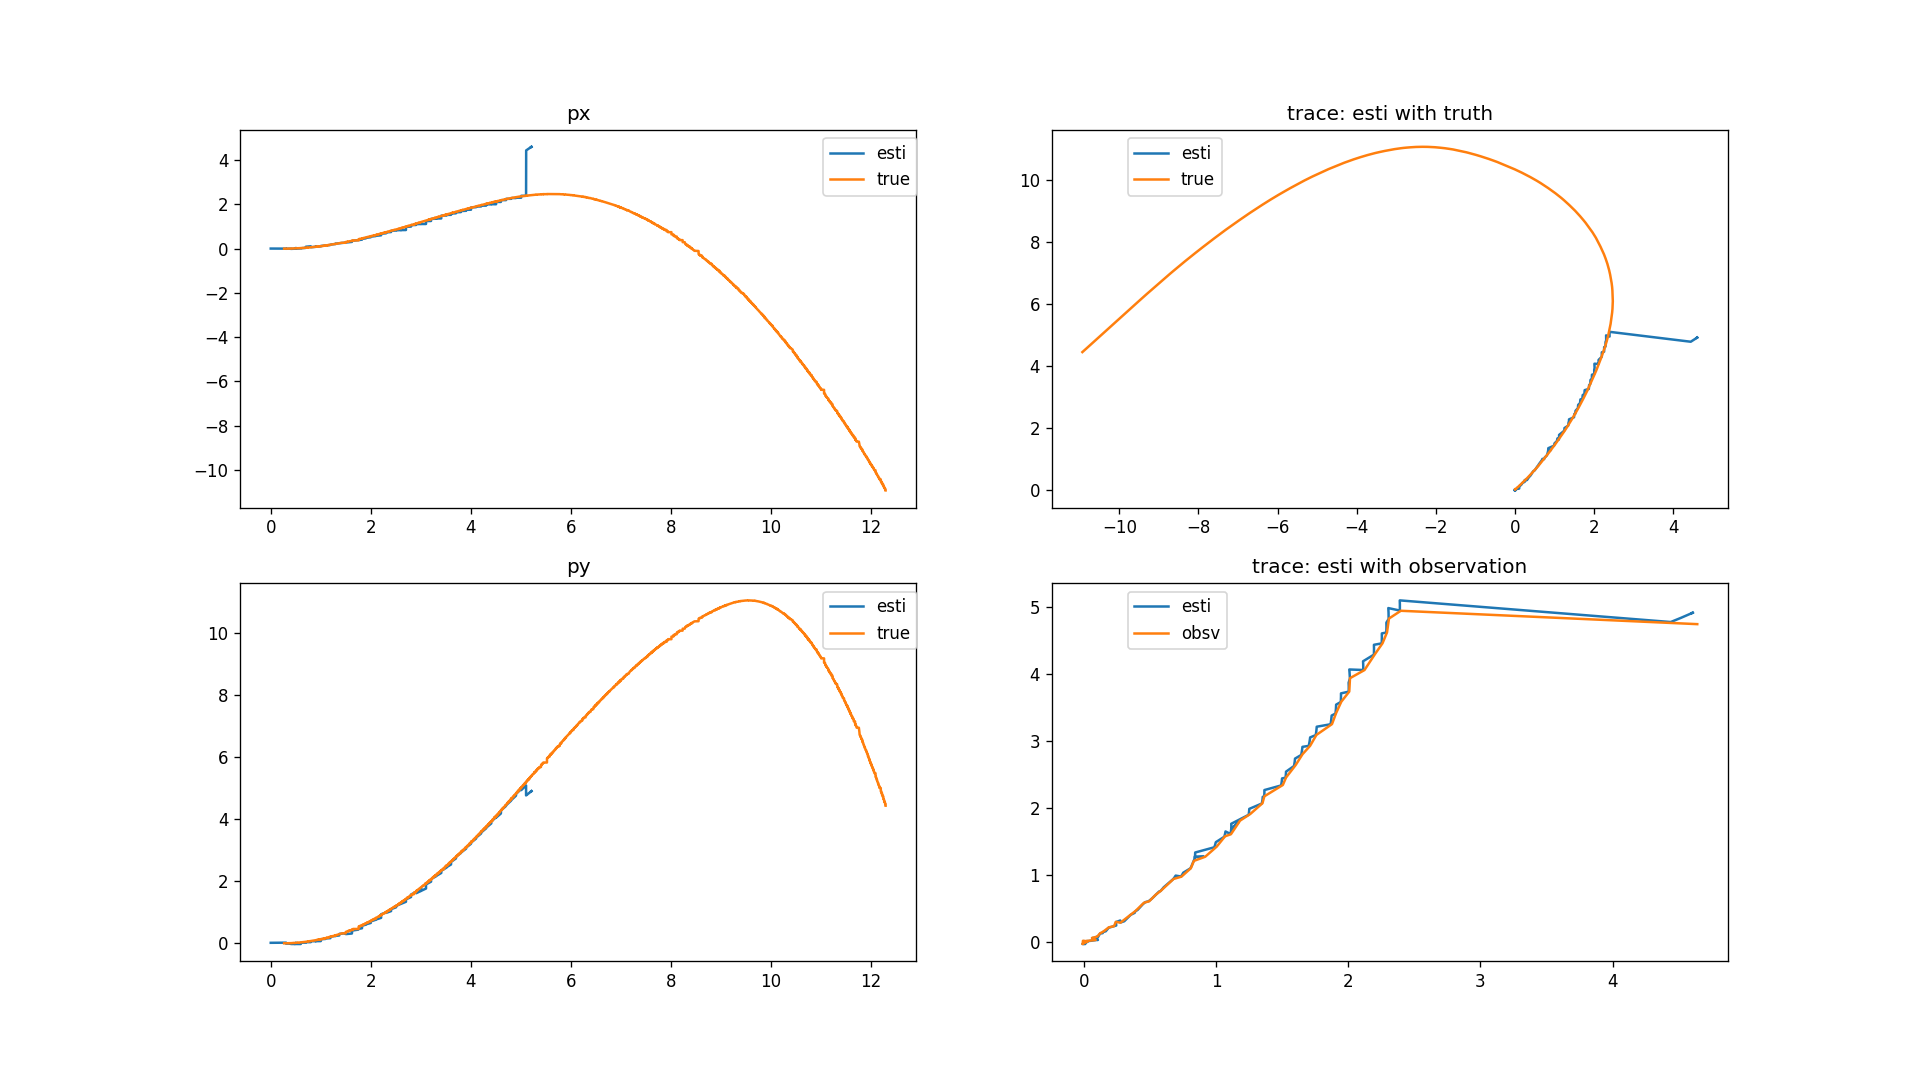 px
esti
true
4
2
0
−2
−4
−6
−8
−10
0 2 4 6 8 10 12
trace: esti with truth
esti
true
10
8
6
4
2
0
−10 −8 −6 −4 −2 0 2 4
py
esti
true
10
8
6
4
2
0
0 2 4 6 8 10 12
trace: esti with observation
esti
obsv
5
4
3
2
1
0
0 1 2 3 4